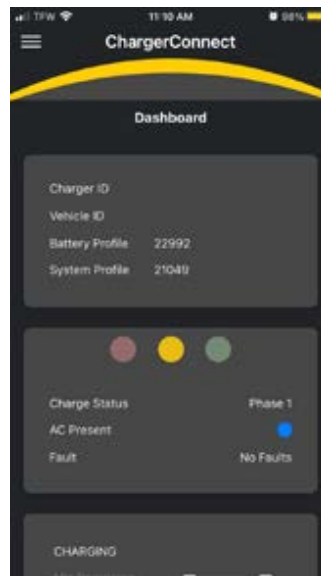 TFW 11:10 AM 98%
ChargerConnect
Dashboard
Charger ID
Vehicle ID
Battery Profile 22992
System Profile 21049
Charge Status Phase 1
AC Present
Fault No Faults
CHARGING